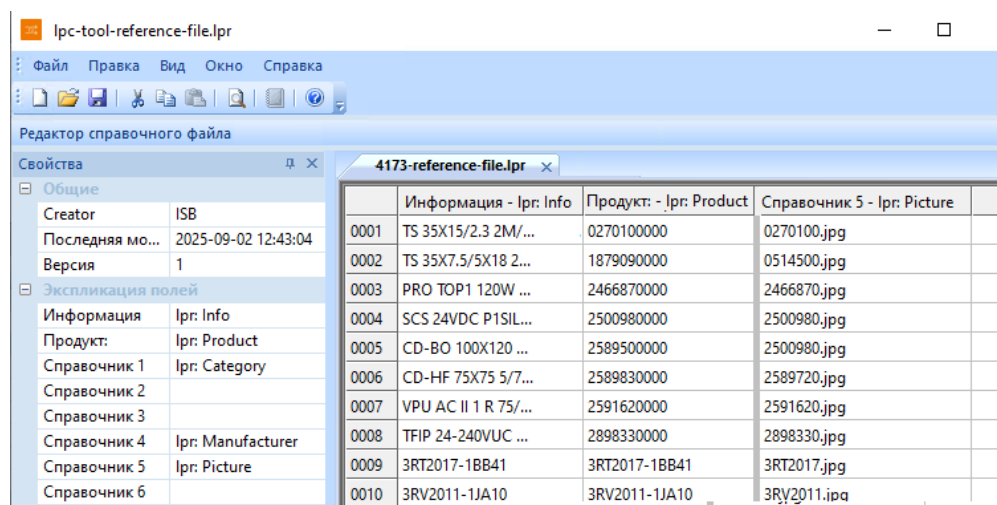 lpc-tool-reference-file.lpr
Файл Правка Вид Окно Справка
Редактор справочного файла
Свойства
4173-reference-file.lpr
Общие
Creator ISB
Последняя мо... 2025-09-02 12:43:04
Версия 1
Экспликация полей
Информация lpr: Info
Продукт: lpr: Product
Справочник 1 lpr: Category
Справочник 2
Справочник 3
Справочник 4 lpr: Manufacturer
Справочник 5 lpr: Picture
Справочник 6
Информация - lpr: Info Продукт: - lpr: Product Справочник 5 - lpr: Picture
0001 TS 35X15/2.3 2M/... 0270100000 0270100.jpg
0002 TS 35X7.5/5X18 2... 1879090000 0514500.jpg
0003 PRO TOP1 120W ... 2466870000 2466870.jpg
0004 SCS 24VDC P1SIL... 2500980000 2500980.jpg
0005 CD-BO 100X120 ... 2589500000 2500980.jpg
0006 CD-HF 75X75 5/7... 2589830000 2589720.jpg
0007 VPU AC II 1 R 75/... 2591620000 2591620.jpg
0008 TFIP 24-240VUC ... 2898330000 2898330.jpg
0009 3RT2017-1BB41 3RT2017-1BB41 3RT2017.jpg
0010 3RV2011-1JA10 3RV2011-1JA10 3RV2011.jpg